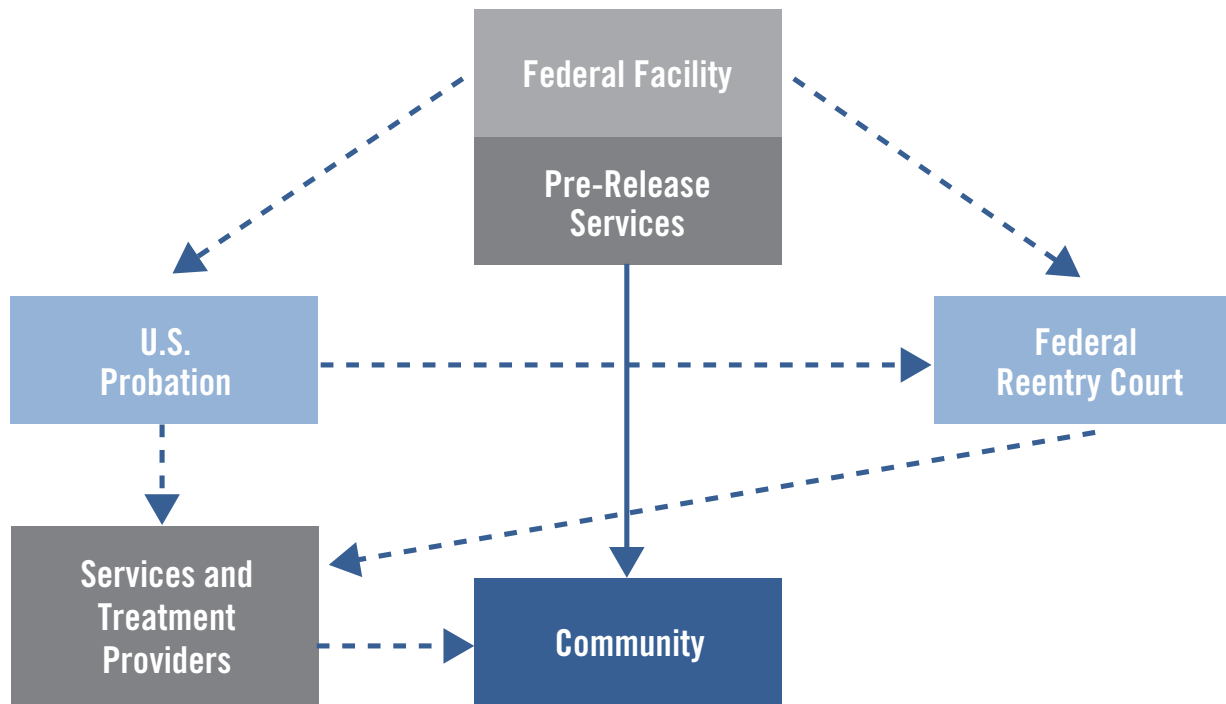 Federal Facility
Pre-Release
Services
U.S.
Probation
Federal
Reentry Court
Services and
Treatment
Providers
Community